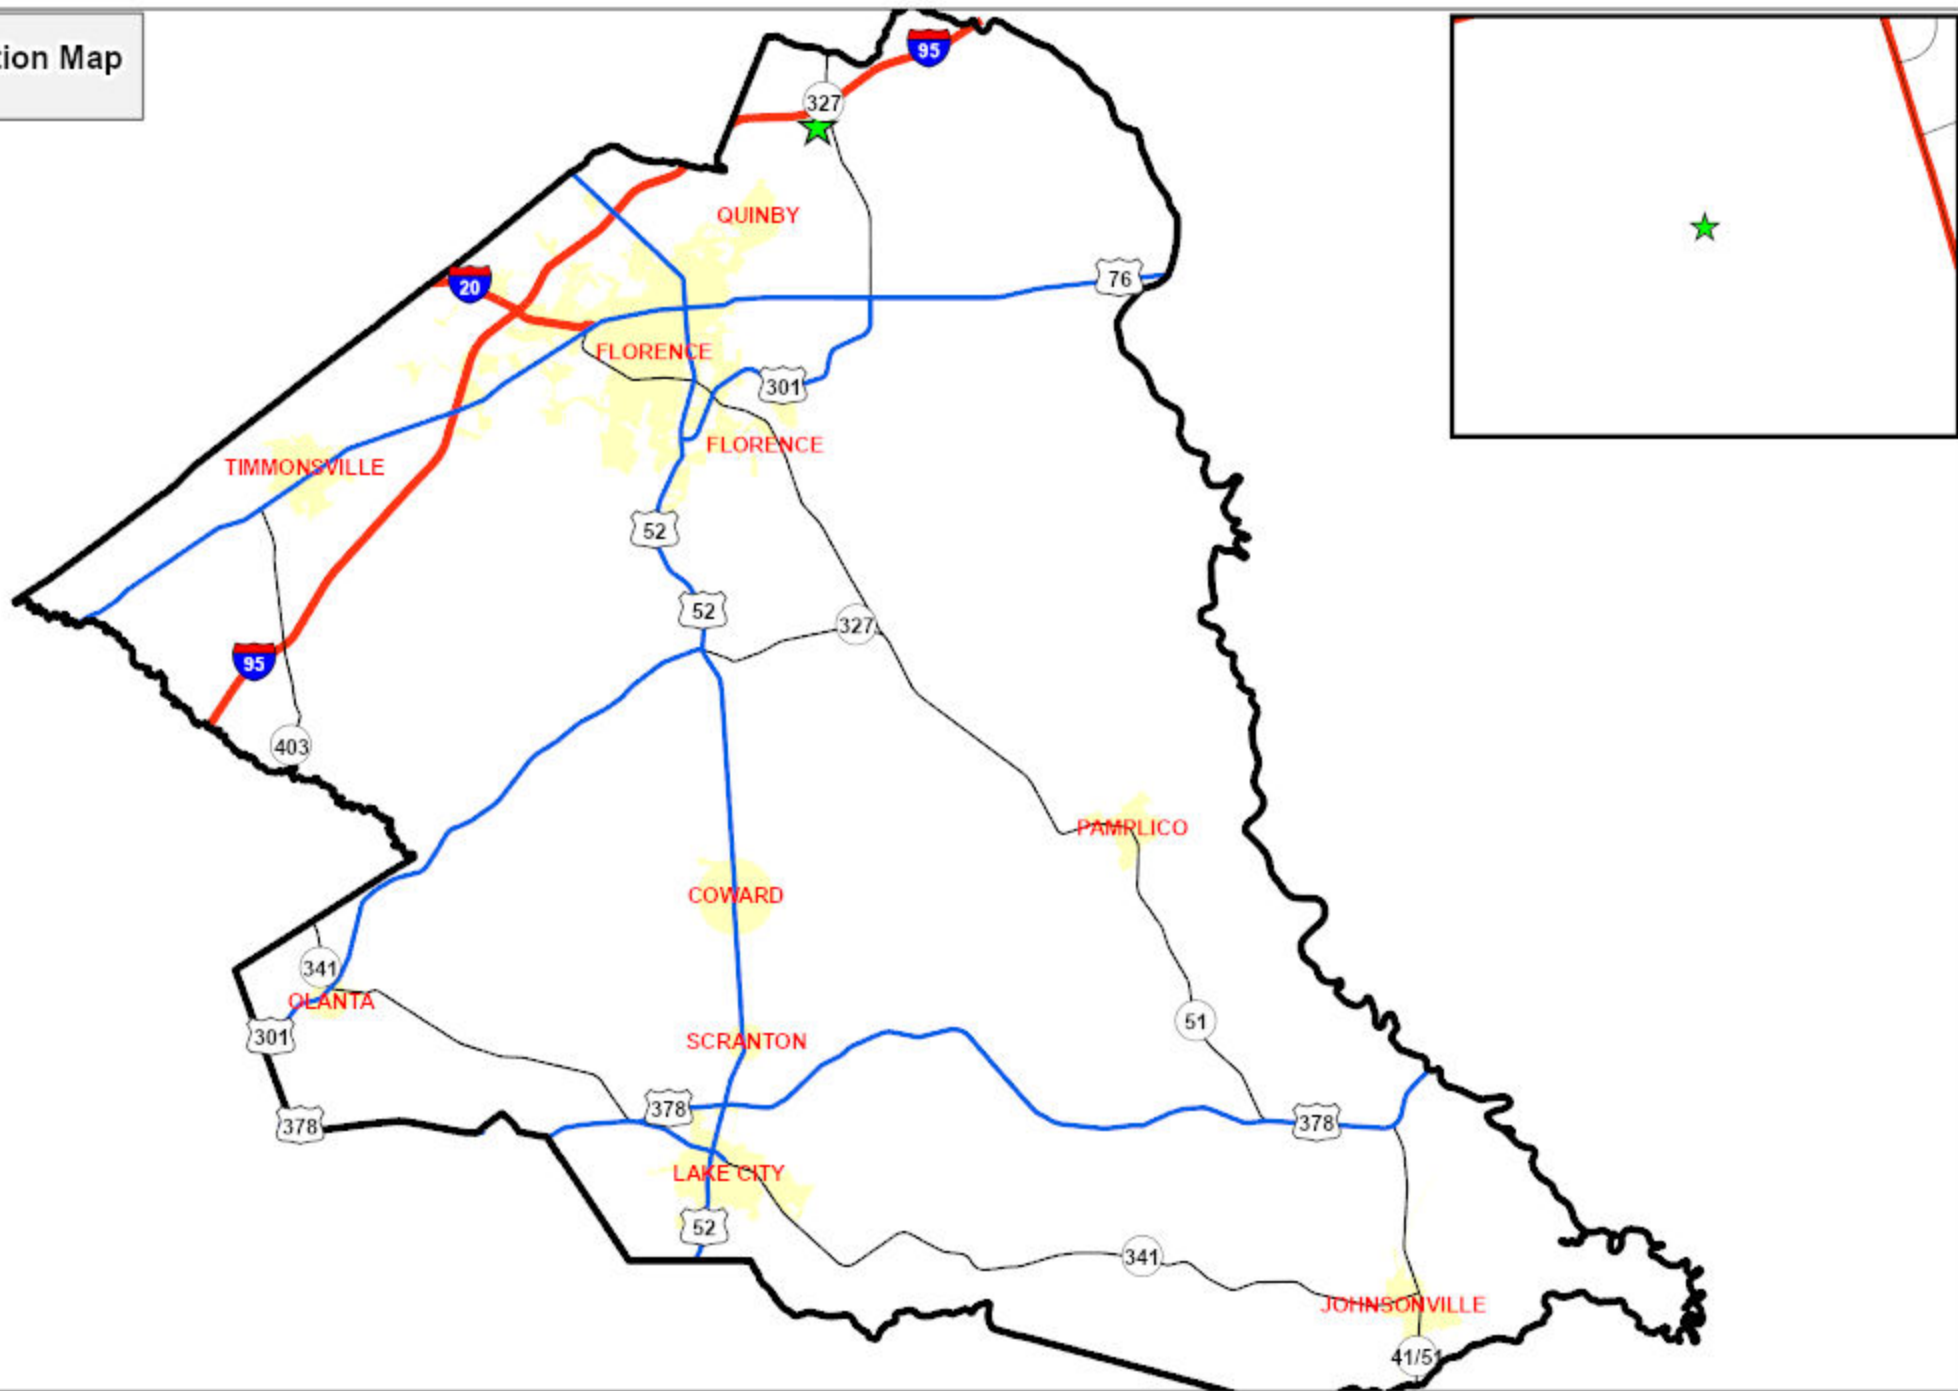 tion Map
95
327
QUINBY
20
76
FLORENCE
301
FLORENCE
TIMMONSVILLE
52
52
327
95
403
PAMPLICO
COWARD
341
OLANTA
51
301
SCRANTON
378
378
378
LAKE CITY
52
341
JOHNSONVILLE
41/51